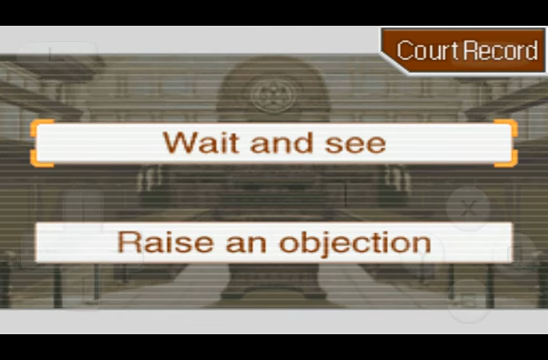 Court Record
Wait and see
Raise an objection
L
X
B